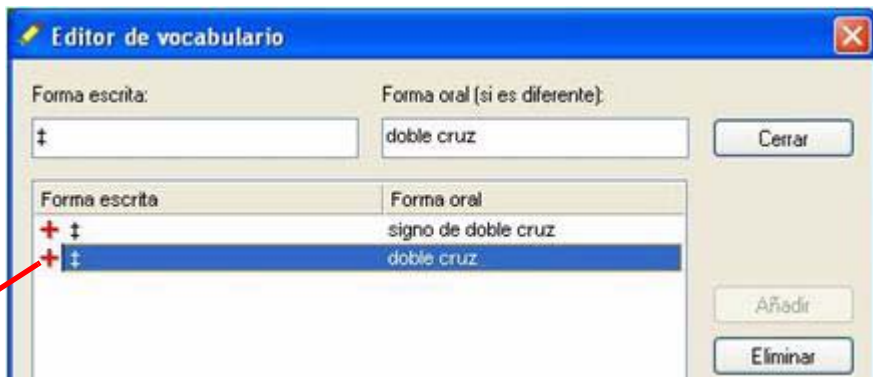 Editor de vocabulario
Forma escrita: Forma oral (si es diferente):
‡ doble cruz Cerrar
Forma escrita Forma oral
‡ signo de doble cruz
‡ doble cruz
Añadir
Eliminar